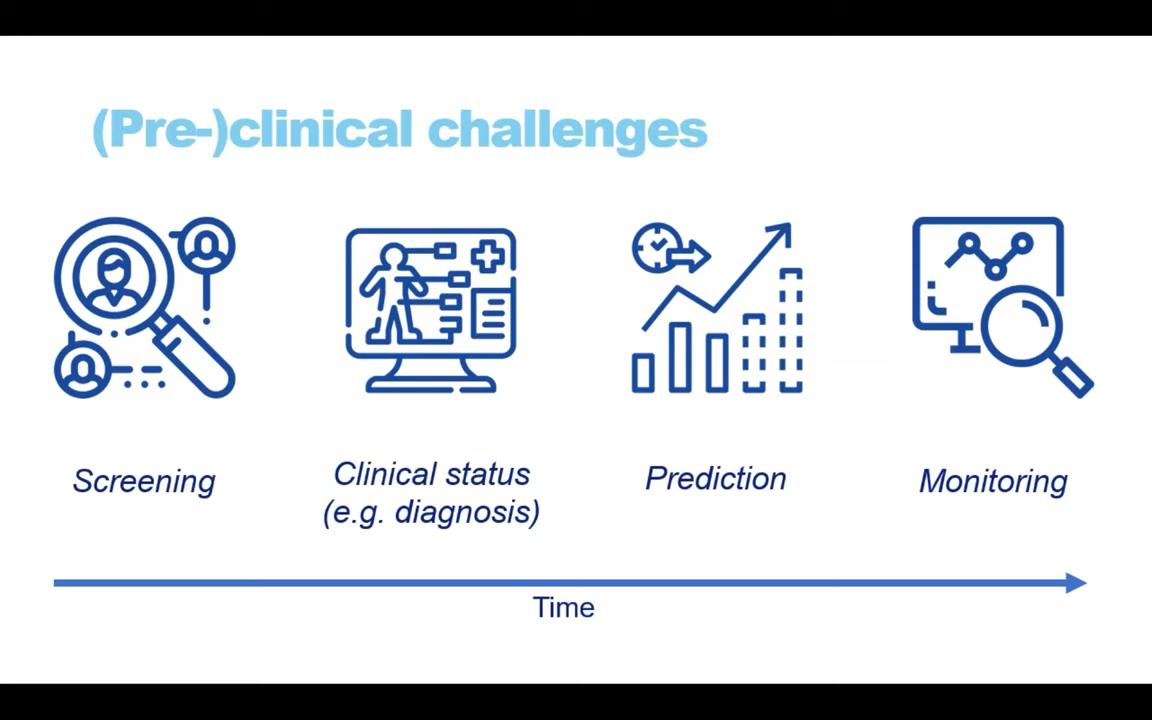 (Pre-)clinical challenges
Screening
Clinical status
(e.g. diagnosis)
Prediction
Monitoring
Time